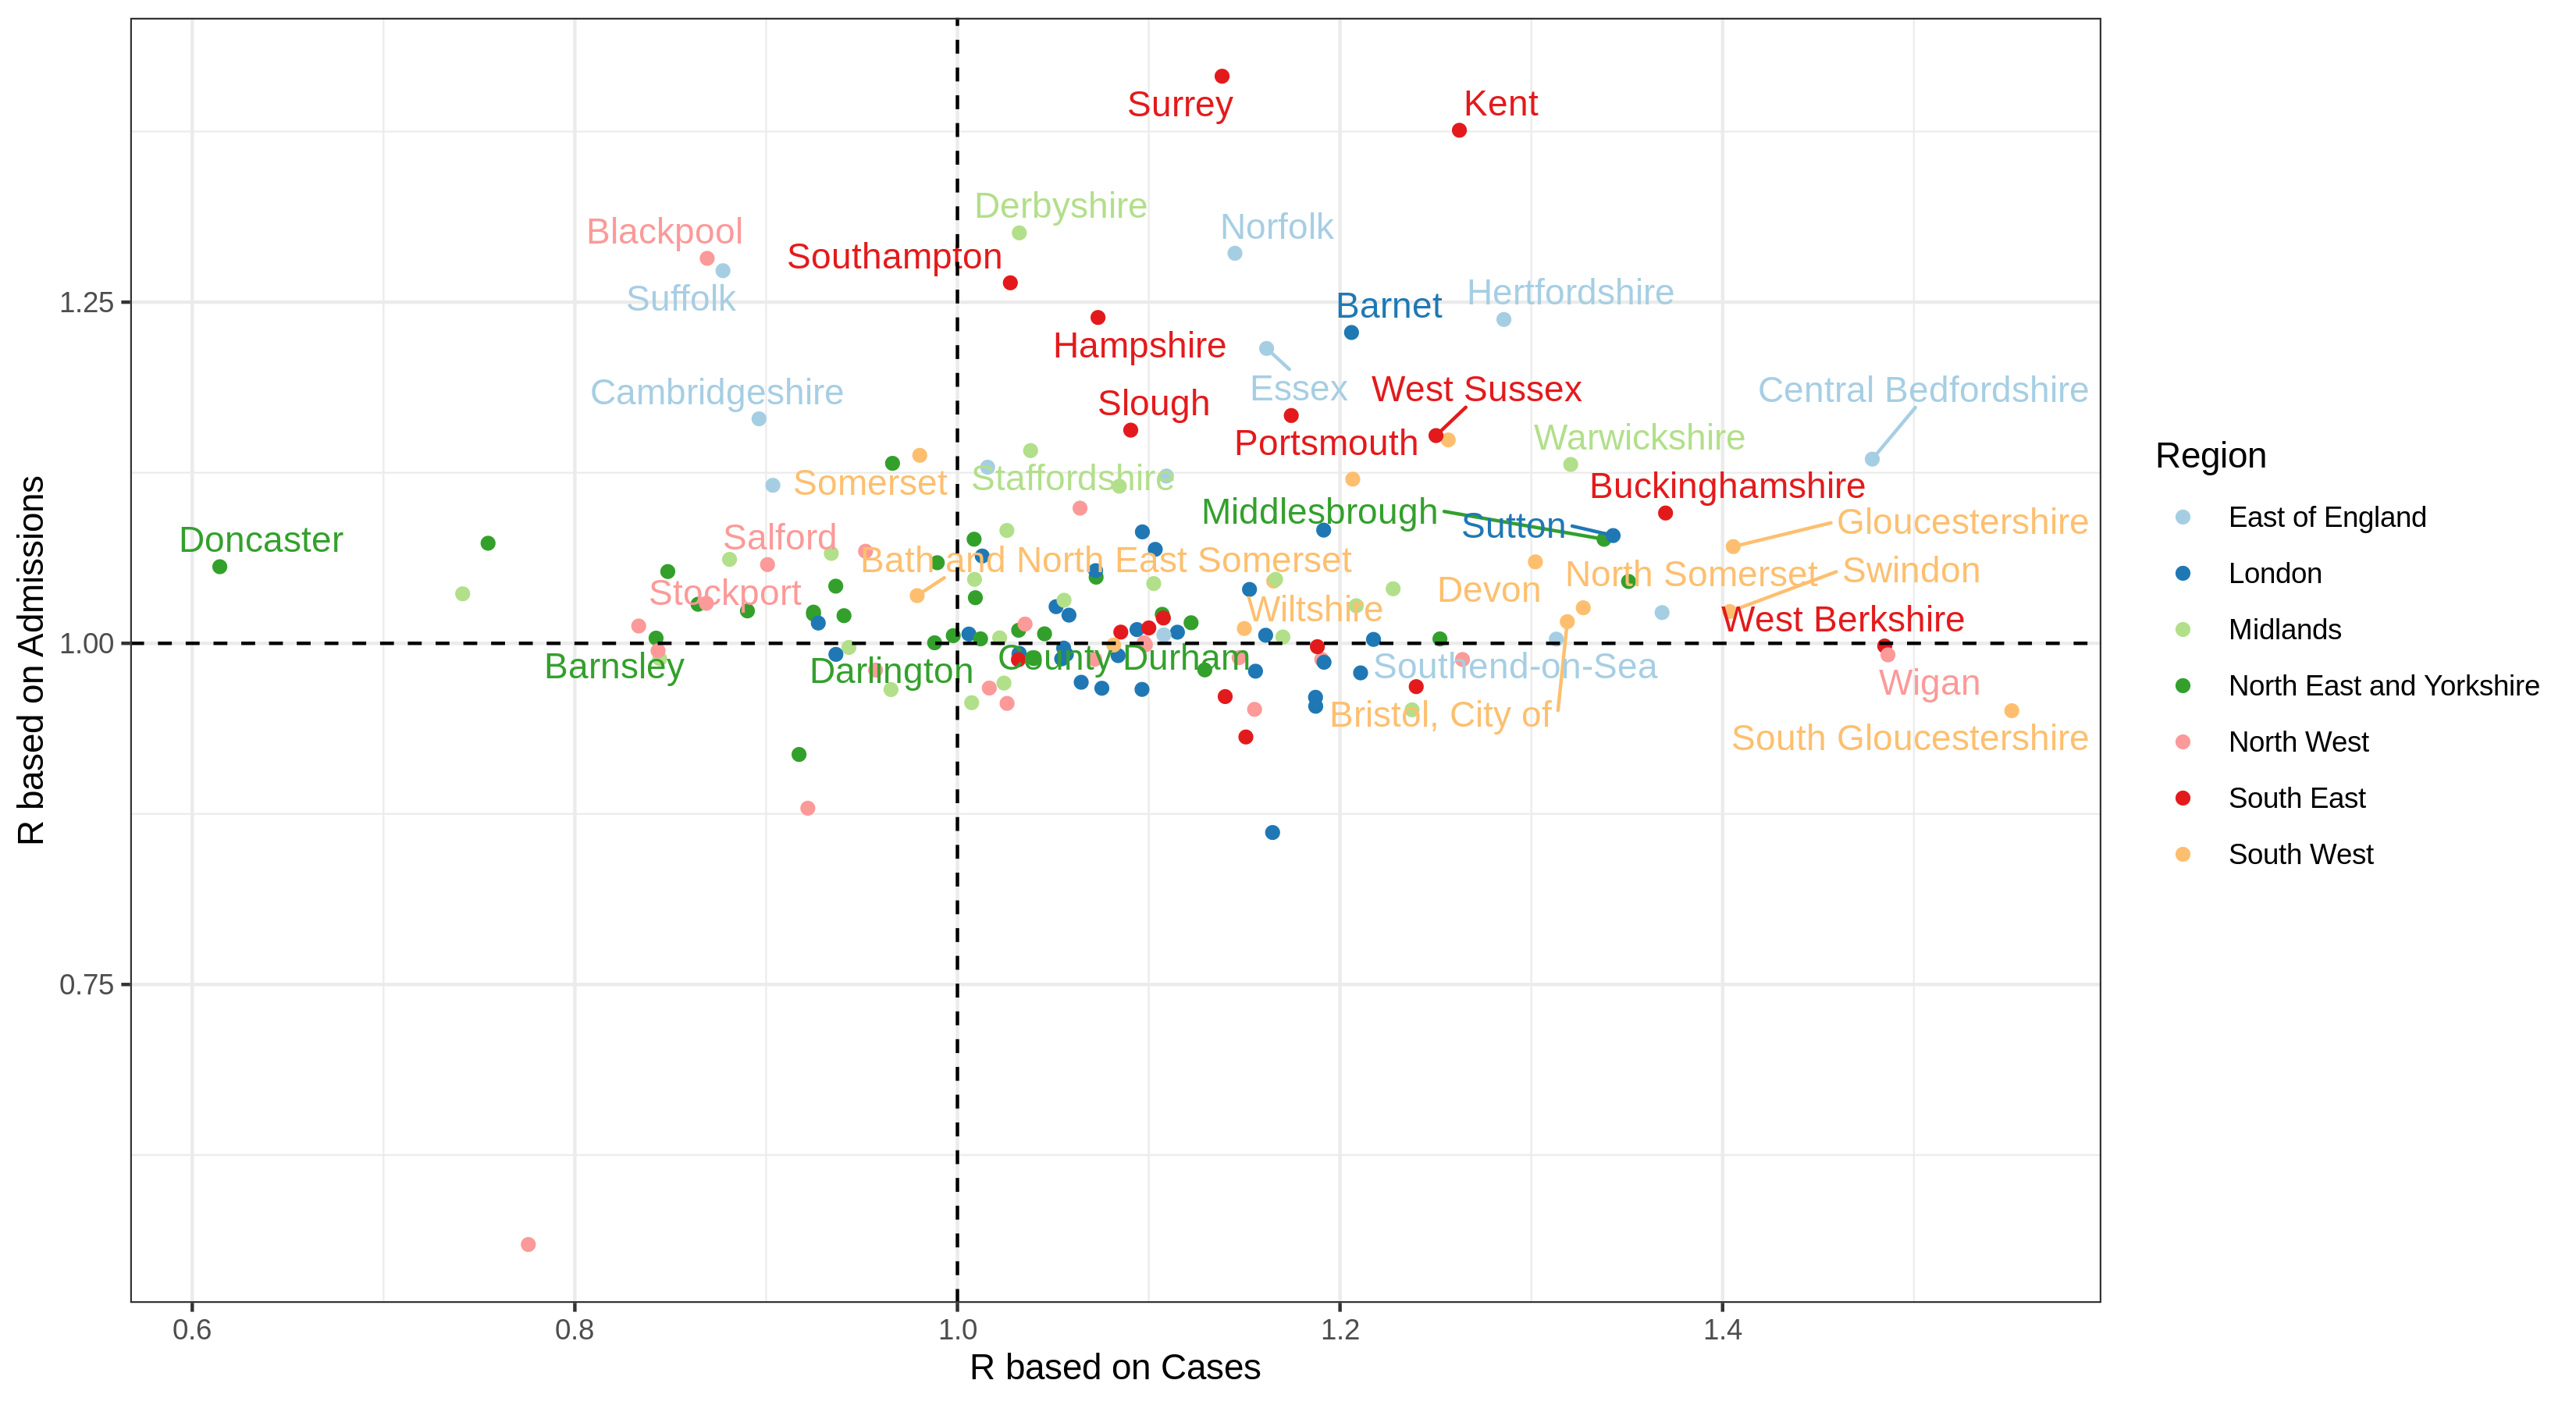 Surrey
Kent
Derbyshire
Norfolk
Blackpool
Southampton
Suffolk
Barnet
Hertfordshire
Hampshire
Essex
West Sussex
Central Bedfordshire
Cambridgeshire
Slough
Portsmouth
Warwickshire
Somerset
Staffordshire
Buckinghamshire
Middlesbrough
Sutton
Gloucestershire
Doncaster
Salford
Bath and North East Somerset
Devon
North Somerset
Swindon
Stockport
Wiltshire
West Berkshire
Barnsley
Darlington
County Durham
Southend-on-Sea
Wigan
Bristol, City of
South Gloucestershire
1.25
1.00
0.75
R based on Admissions
0.6
0.8
1.0
1.2
1.4
R based on Cases
Region
East of England
London
Midlands
North East and Yorkshire
North West
South East
South West